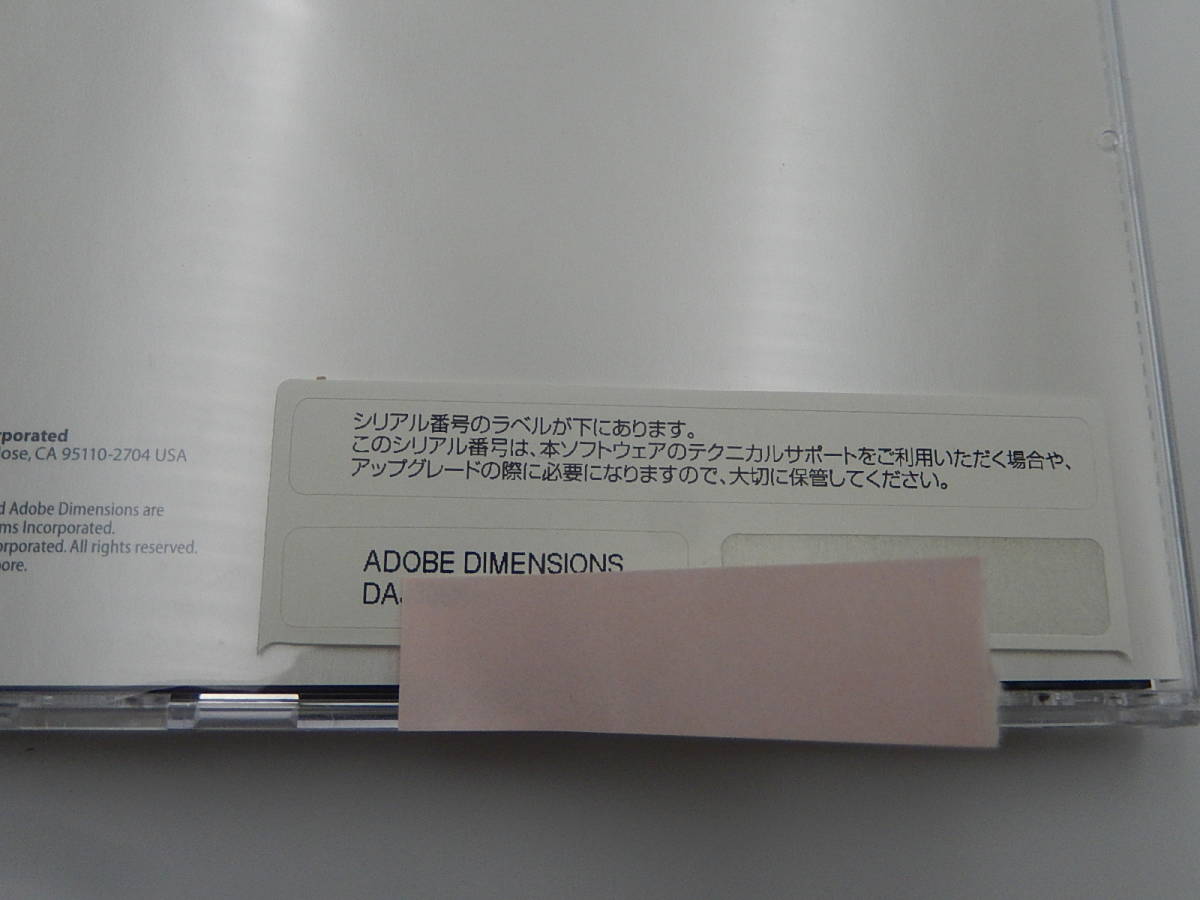 rporated
ose, CA 95110-2704 USA
d Adobe Dimensions are
ms Incorporated.
orporated. All rights reserved.
ore.
シリアル番号のラベルが下にあります。
このシリアル番号は、本ソフトウェアのテクニカルサポートをご利用いただく場合や、
アップグレードの際に必要になりますので、大切に保管してください。
ADOBE DIMENSIONS
DA